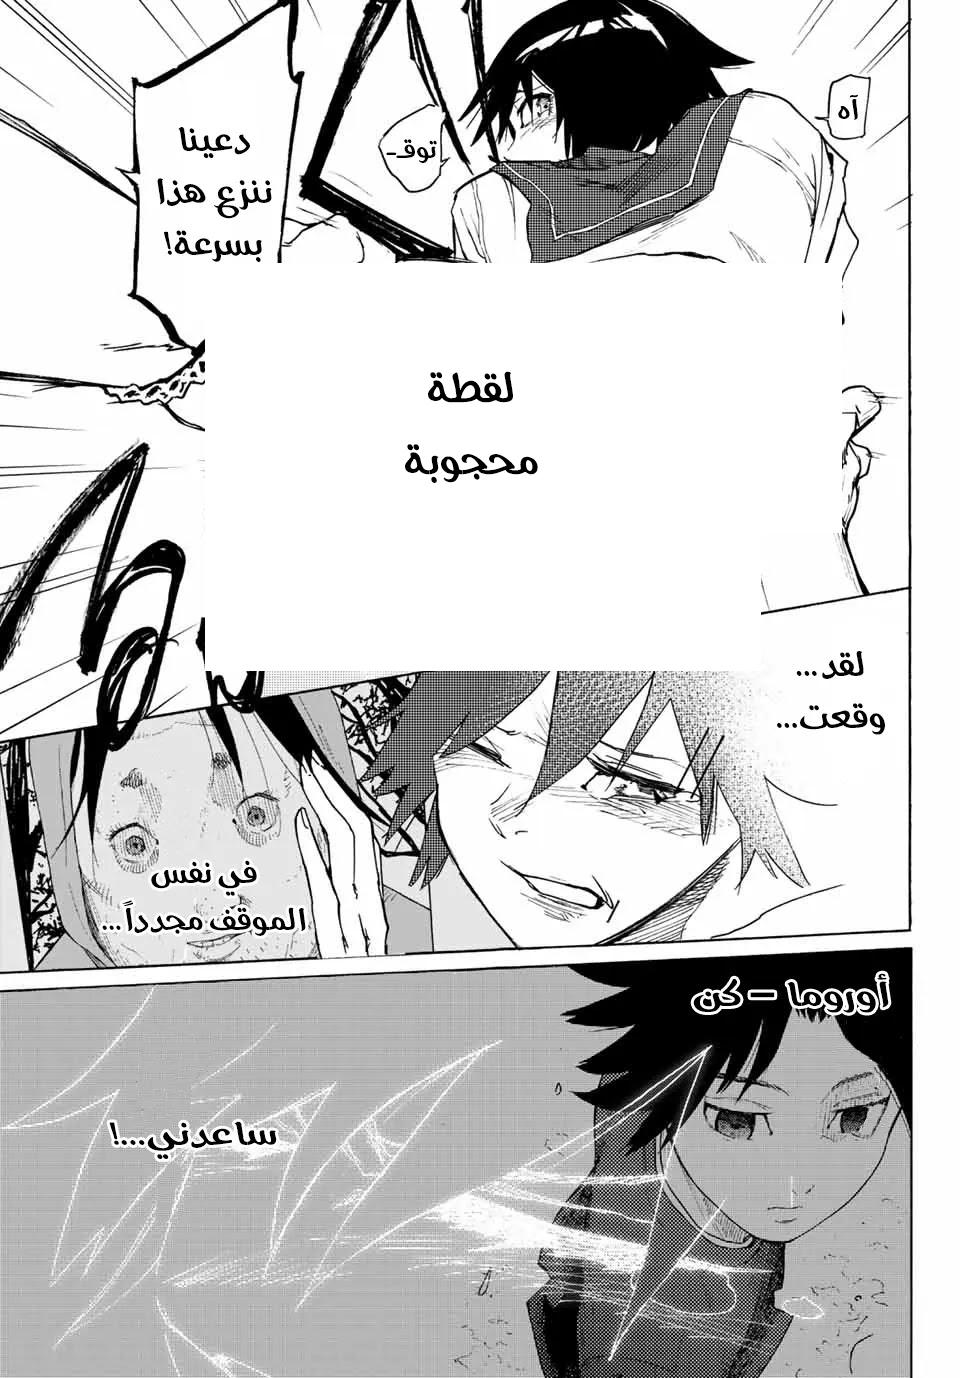 آه
توقـ-
دعينا
ننزع هذا
بسرعة!
لقطة
محجوبة
لقد...
وقعت...
في نفس
الموقف مجدداً...
أوروما – كن
ساعدني...!